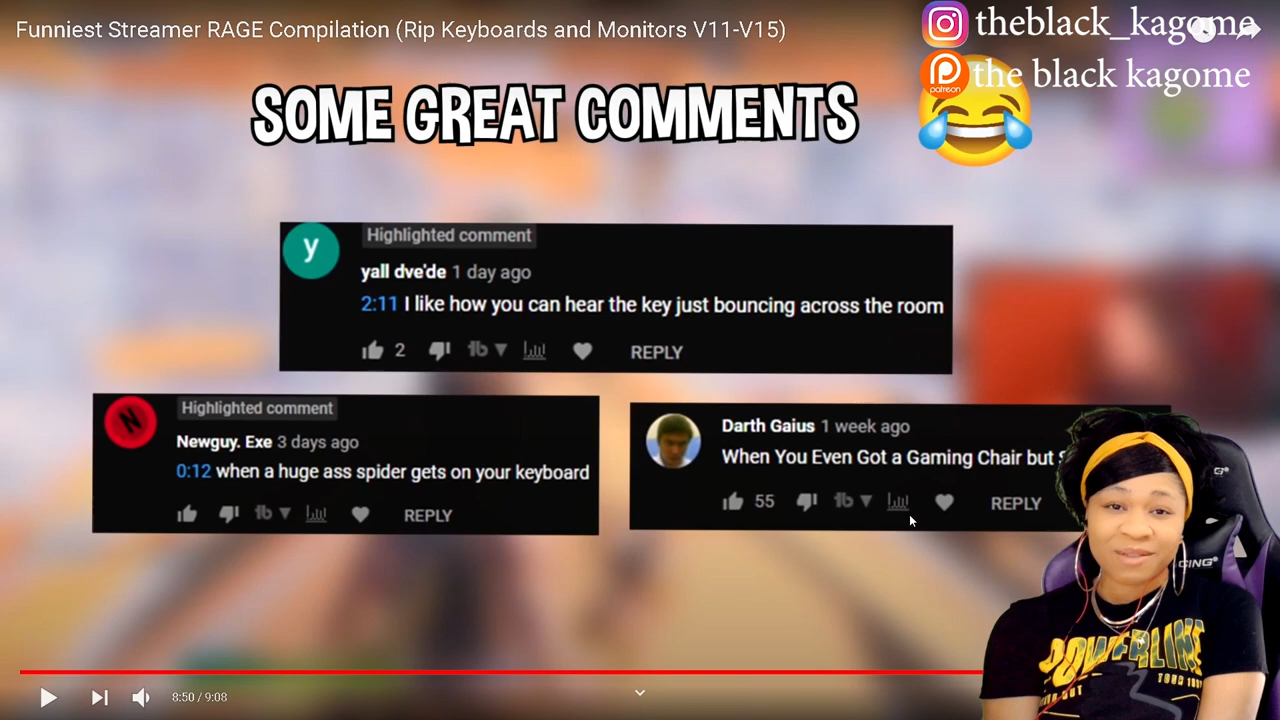 Funniest Streamer RAGE Compilation (Rip Keyboards and Monitors V11-V15)
theblack_kagome
patreon
the black kagome
SOME GREAT COMMENTS
y
Highlighted comment
yall dve'de 1 day ago
2:11 I like how you can hear the key just bouncing across the room
2
REPLY
N
Highlighted comment
Newguy. Exe 3 days ago
0:12 when a huge ass spider gets on your keyboard
REPLY
Darth Gaius 1 week ago
When You Even Got a Gaming Chair but
55
REPLY
POWERLINE
8:50 / 9:08